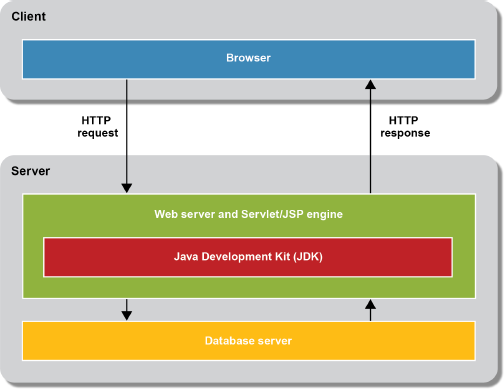 Client
Browser
HTTP
request
HTTP
response
Server
Web server and Servlet/JSP engine
Java Development Kit (JDK)
Database server